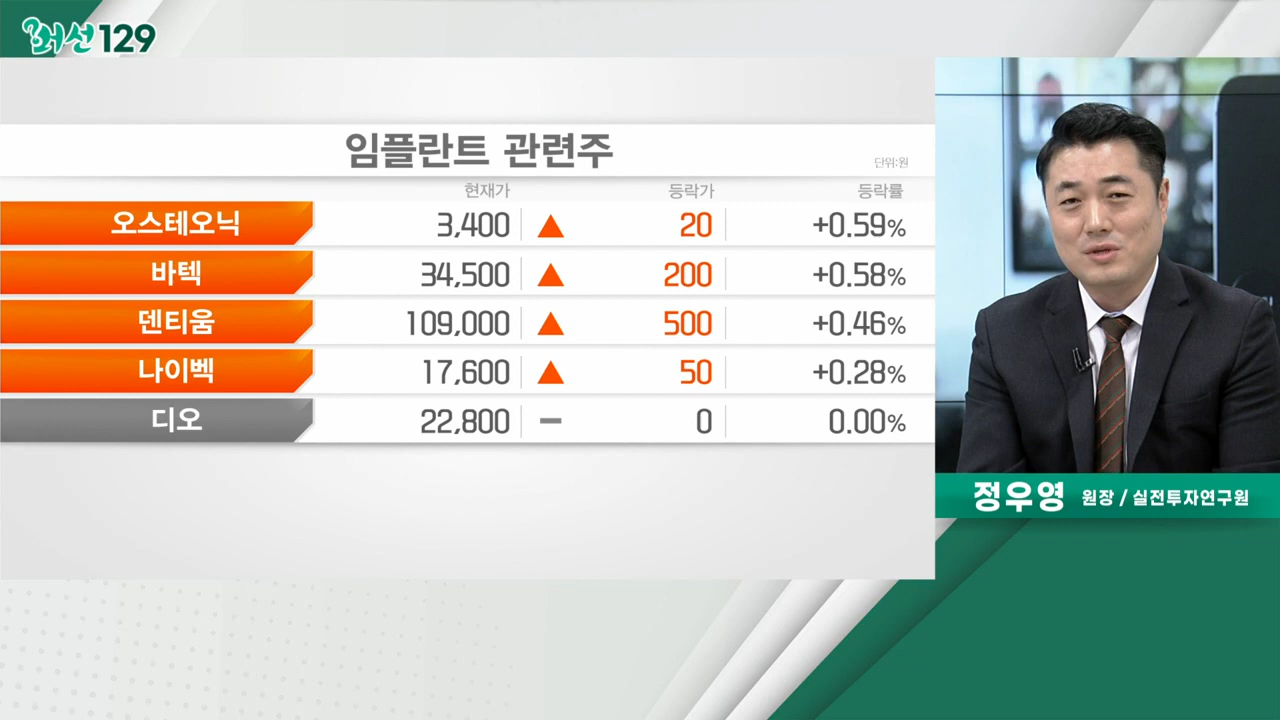 머선129
임플란트 관련주
단위:원
현재가 등락가 등락률
오스테오닉 3,400 ▲ 20 +0.59%
바텍 34,500 ▲ 200 +0.58%
덴티움 109,000 ▲ 500 +0.46%
나이벡 17,600 ▲ 50 +0.28%
디오 22,800 - 0 0.00%
정우영 원장 / 실전투자연구원